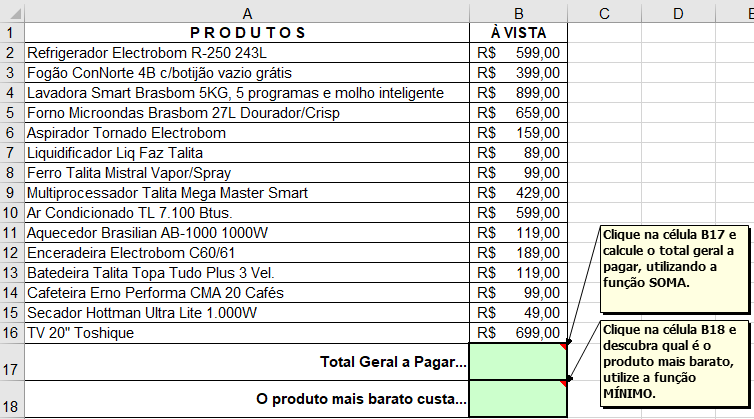 A B C D E
1 P R O D U T O S À VISTA
2 Refrigerador Electrobom R-250 243L R$ 599,00
3 Fogão ConNorte 4B c/botijão vazio grátis R$ 399,00
4 Lavadora Smart Brasbom 5KG, 5 programas e molho inteligente R$ 899,00
5 Forno Microondas Brasbom 27L Dourador/Crisp R$ 659,00
6 Aspirador Tornado Electrobom R$ 159,00
7 Liquidificador Liq Faz Talita R$ 89,00
8 Ferro Talita Mistral Vapor/Spray R$ 99,00
9 Multiprocessador Talita Mega Master Smart R$ 429,00
10 Ar Condicionado TL 7.100 Btus. R$ 599,00
11 Aquecedor Brasilian AB-1000 1000W R$ 119,00
12 Enceradeira Electrobom C60/61 R$ 189,00
13 Batedeira Talita Topa Tudo Plus 3 Vel. R$ 119,00
14 Cafeteira Erno Performa CMA 20 Cafés R$ 99,00
15 Secador Hottman Ultra Lite 1.000W R$ 49,00
16 TV 20" Toshique R$ 699,00
17 Total Geral a Pagar...
18 O produto mais barato custa...
Clique na célula B17 e
calcule o total geral a
pagar, utilizando a
função SOMA.
Clique na célula B18 e
descubra qual é o
produto mais barato,
utilize a função
MÍNIMO.